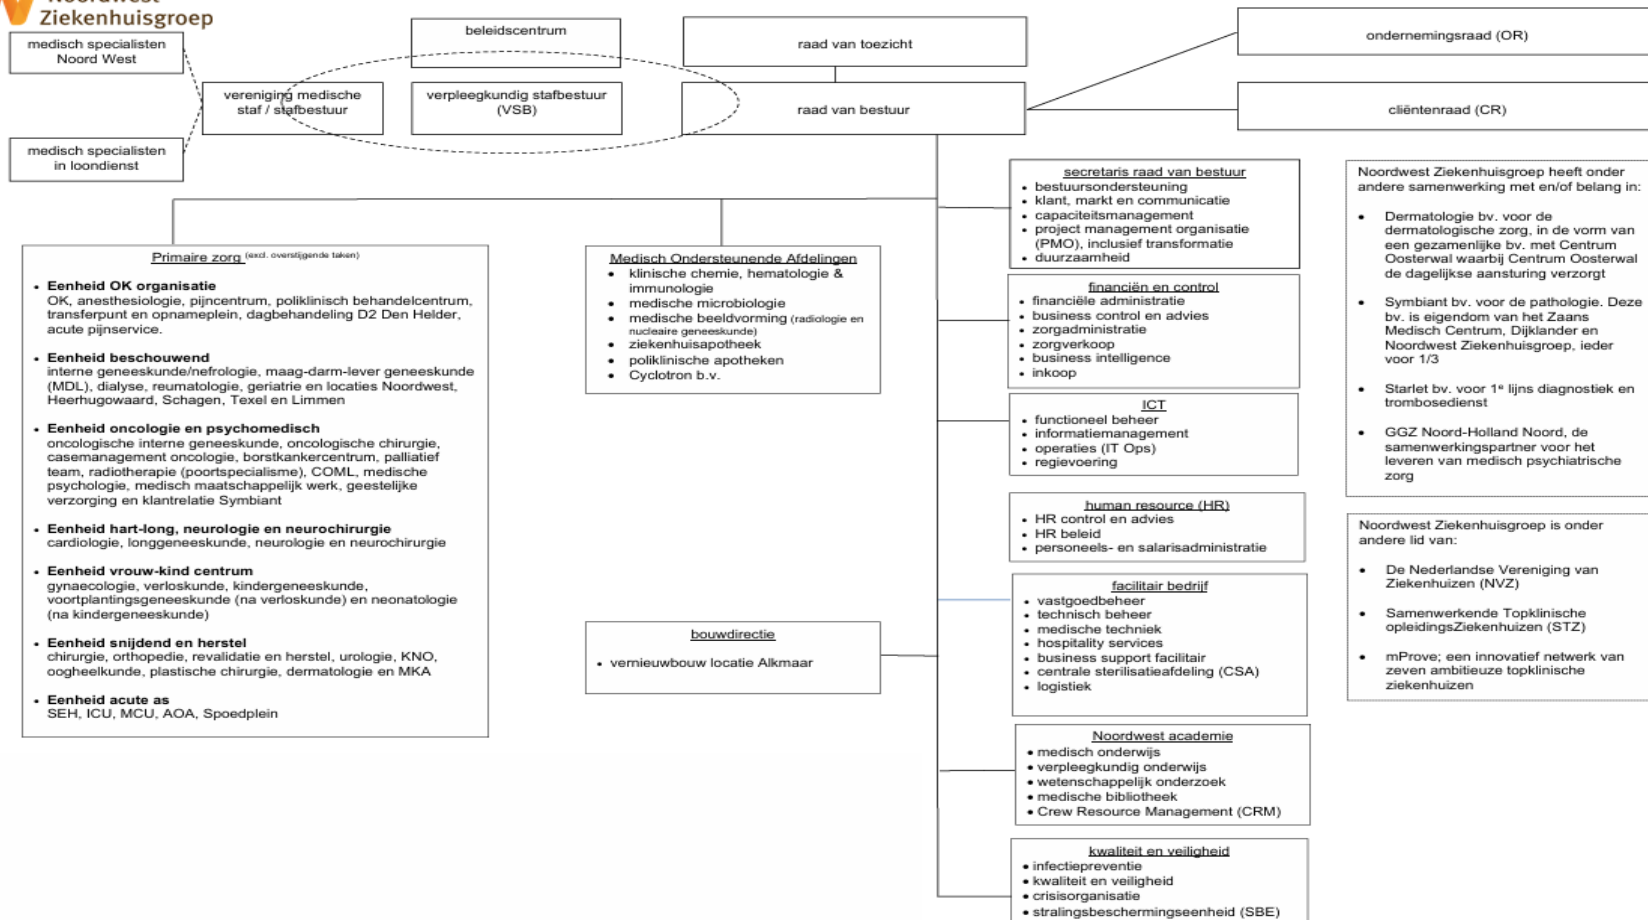 Ziekenhuisgroep
medisch specialisten
Noord West
beleidscentrum
raad van toezicht
ondernemingsraad (OR)
vereniging medische
staf / stafbestuur
verpleegkundig stafbestuur
(VSB)
raad van bestuur
cliëntenraad (CR)
medisch specialisten
in loondienst
Primaire zorg (excl. overstijgende taken)
• Eenheid OK organisatie
OK, anesthesiologie, pijncentrum, poliklinisch behandelcentrum,
transferpunt en opnameplein, dagbehandeling D2 Den Helder,
acute pijnservice.
• Eenheid beschouwend
interne geneeskunde/nefrologie, maag-darm-lever geneeskunde
(MDL), dialyse, reumatologie, geriatrie en locaties Noordwest,
Heerhugowaard, Schagen, Texel en Limmen
• Eenheid oncologie en psychomedisch
oncologische interne geneeskunde, oncologische chirurgie,
casemanagement oncologie, borstkankercentrum, palliatief
team, radiotherapie (poortspecialisme), COML, medische
psychologie, medisch maatschappelijk werk, geestelijke
verzorging en klantrelatie Symbiant
• Eenheid hart-long, neurologie en neurochirurgie
cardiologie, longgeneeskunde, neurologie en neurochirurgie
• Eenheid vrouw-kind centrum
gynaecologie, verloskunde, kindergeneeskunde,
voortplantingsgeneeskunde (na verloskunde) en neonatologie
(na kindergeneeskunde)
• Eenheid snijdend en herstel
chirurgie, orthopedie, revalidatie en herstel, urologie, KNO,
oogheelkunde, plastische chirurgie, dermatologie en MKA
• Eenheid acute as
SEH, ICU, MCU, AOA, Spoedplein
Medisch Ondersteunende Afdelingen
• klinische chemie, hematologie &
immunologie
• medische microbiologie
• medische beeldvorming (radiologie en
nucleaire geneeskunde)
• ziekenhuisapotheek
• poliklinische apotheken
• Cyclotron b.v.
bouwdirectie
• vernieuwbouw locatie Alkmaar
secretaris raad van bestuur
• bestuursondersteuning
• klant, markt en communicatie
• capaciteitsmanagement
• project management organisatie
(PMO), inclusief transformatie
• duurzaamheid
financiën en control
• financiële administratie
• business control en advies
• zorgadministratie
• zorgverkoop
• business intelligence
• inkoop
ICT
• functioneel beheer
• informatiemanagement
• operaties (IT Ops)
• regievoering
human resource (HR)
• HR control en advies
• HR beleid
• personeels- en salarisadministratie
facilitair bedrijf
• vastgoedbeheer
• technisch beheer
• medische techniek
• hospitality services
• business support facilitair
• centrale sterilisatieafdeling (CSA)
• logistiek
Noordwest academie
• medisch onderwijs
• verpleegkundig onderwijs
• wetenschappelijk onderzoek
• medische bibliotheek
• Crew Resource Management (CRM)
kwaliteit en veiligheid
• infectiepreventie
• kwaliteit en veiligheid
• crisisorganisatie
• stralingsbeschermingseenheid (SBE)
Noordwest Ziekenhuisgroep heeft onder
andere samenwerking met en/of belang in:
• Dermatologie bv. voor de
dermatologische zorg, in de vorm van
een gezamenlijke bv. met Centrum
Oosterwal waarbij Centrum Oosterwal
de dagelijkse aansturing verzorgt
• Symbiant bv. voor de pathologie. Deze
bv. is eigendom van het Zaans
Medisch Centrum, Dijklander en
Noordwest Ziekenhuisgroep, ieder
voor 1/3
• Starlet bv. voor 1e lijns diagnostiek en
trombosedienst
• GGZ Noord-Holland Noord, de
samenwerkingspartner voor het
leveren van medisch psychiatrische
zorg
Noordwest Ziekenhuisgroep is onder
andere lid van:
• De Nederlandse Vereniging van
Ziekenhuizen (NVZ)
• Samenwerkende Topklinische
opleidingsZiekenhuizen (STZ)
• mProve; een innovatief netwerk van
zeven ambitieuze topklinische
ziekenhuizen